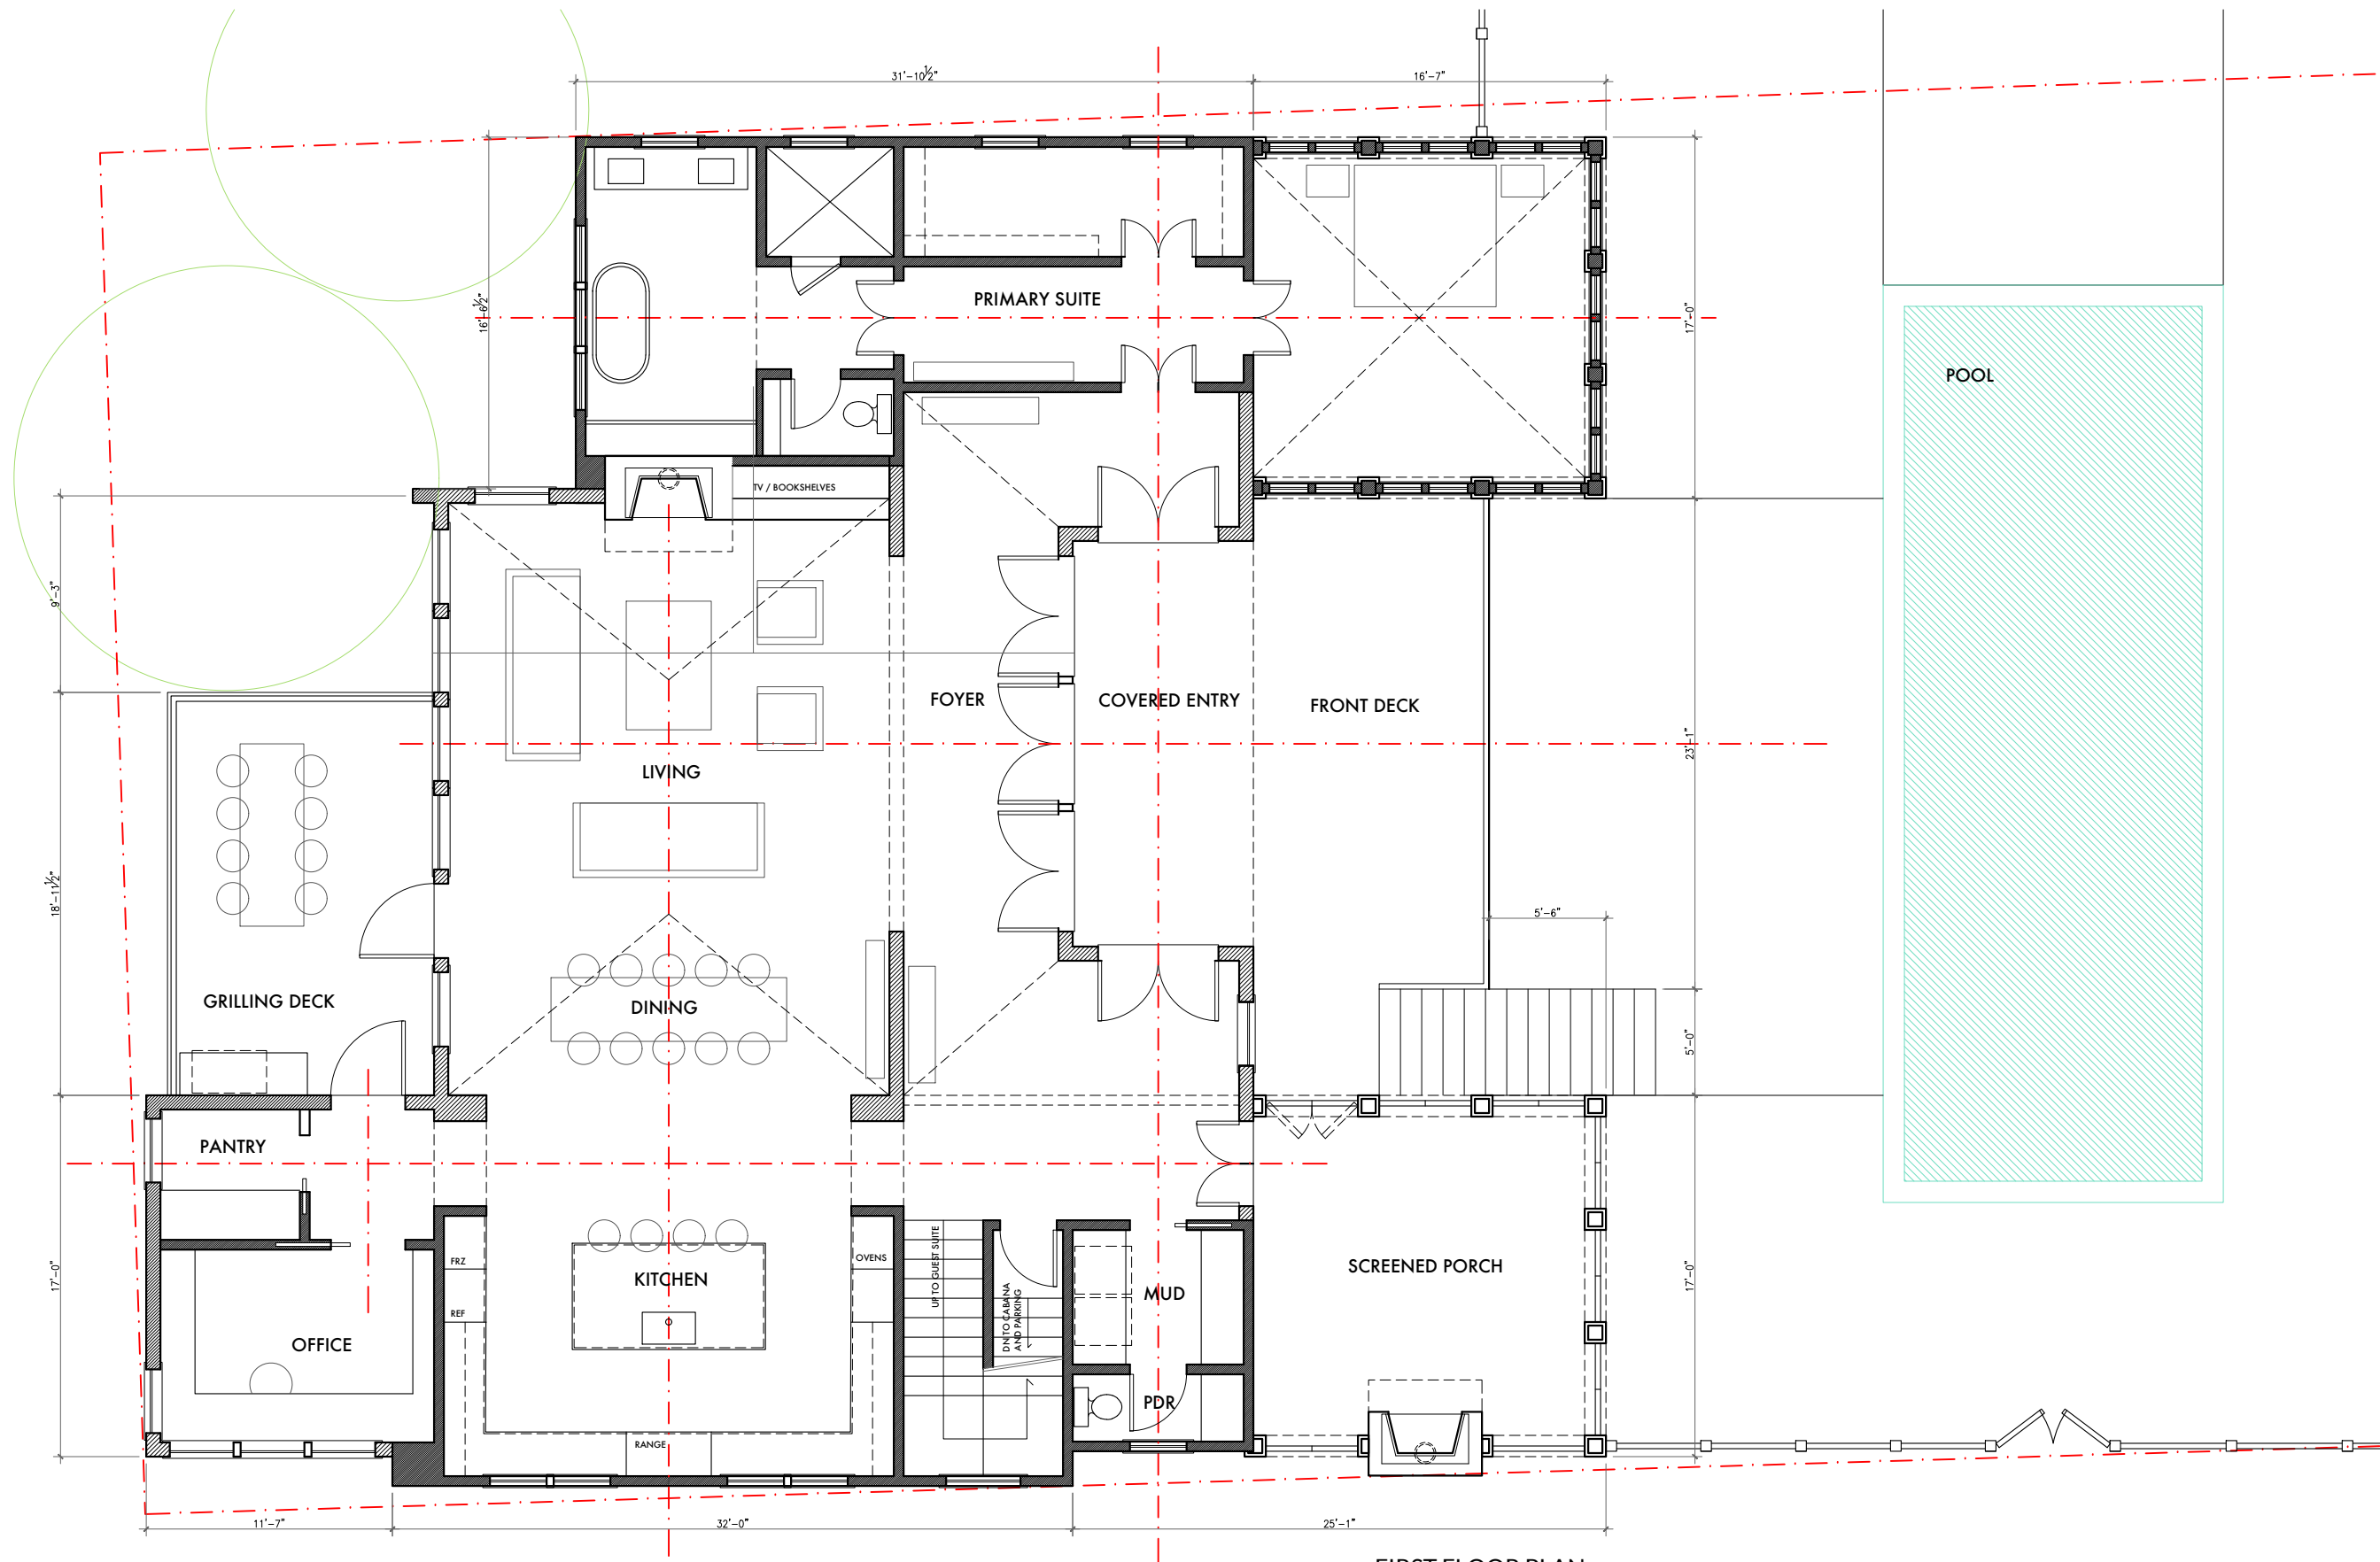 31'-10½"
16'-7"
PRIMARY SUITE
16'-6½"
17'-0"
POOL
TV / BOOKSHELVES
9'-3"
FOYER
COVERED ENTRY
FRONT DECK
23'-1"
LIVING
18'-11½"
5'-6"
GRILLING DECK
DINING
5'-0"
PANTRY
FRZ
OVENS
UP TO GUEST SUITE
KITCHEN
SCREENED PORCH
17'-0"
17'-0"
REF
DN TO CABANA
AND PARKING
MUD
OFFICE
PDR
RANGE
11'-7"
32'-0"
25'-1"
FIRST FLOOR PLAN